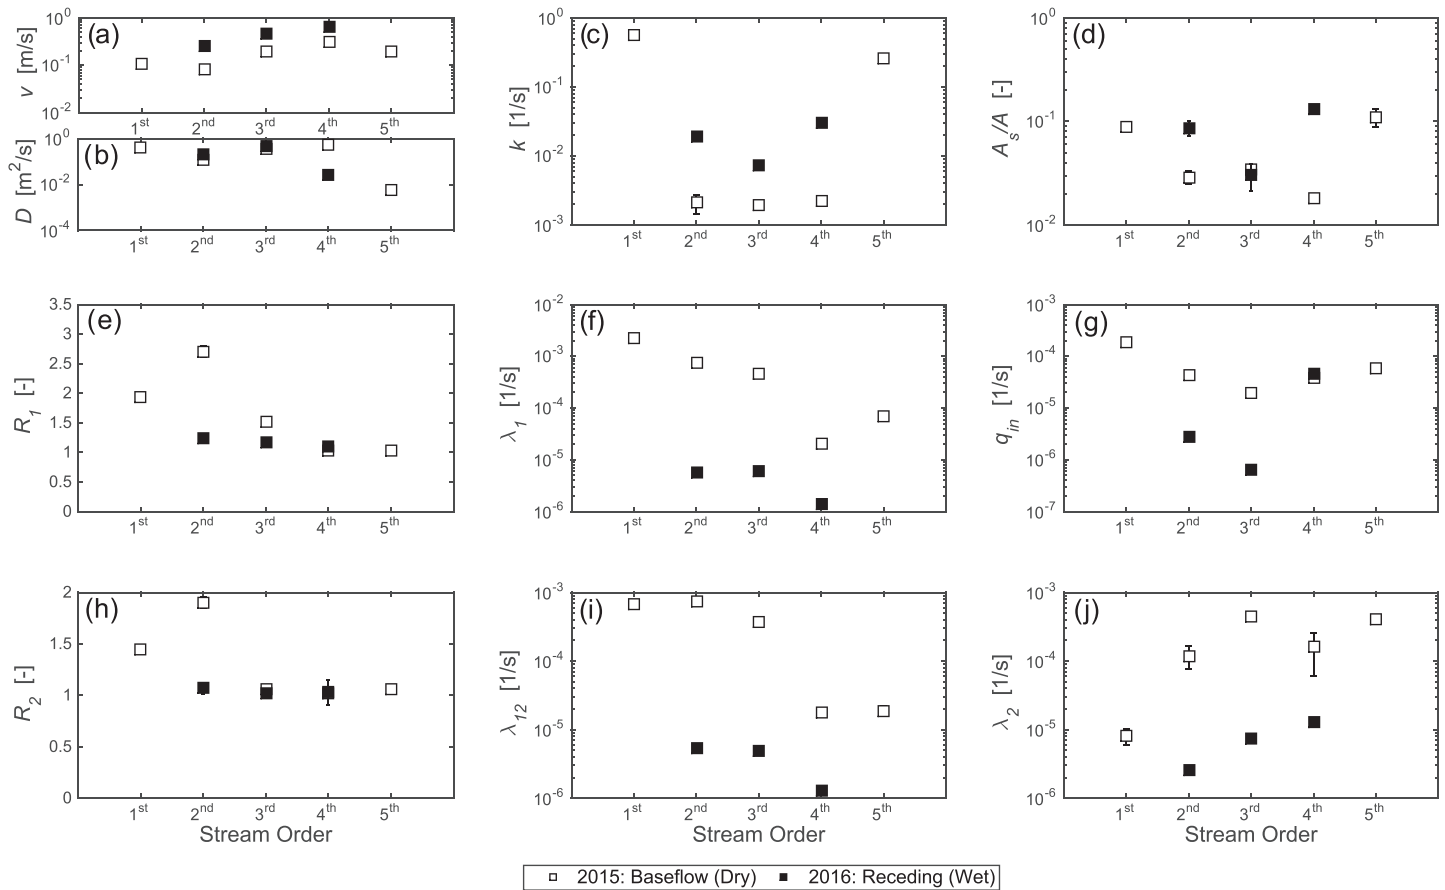 (a)
v [m/s]
10^0
10^-1
10^-2
1st 2nd 3rd 4th 5th
(b)
D [m^2/s]
10^0
10^-2
10^-4
1st 2nd 3rd 4th 5th
(c)
k [1/s]
10^0
10^-1
10^-2
10^-3
1st 2nd 3rd 4th 5th
(d)
A_s/A [-]
10^0
10^-1
10^-2
1st 2nd 3rd 4th 5th
(e)
R_1 [-]
3.5
3
2.5
2
1.5
1
0.5
0
1st 2nd 3rd 4th 5th
(f)
λ_1 [1/s]
10^-2
10^-3
10^-4
10^-5
10^-6
1st 2nd 3rd 4th 5th
(g)
q_in [1/s]
10^-3
10^-4
10^-5
10^-6
10^-7
1st 2nd 3rd 4th 5th
(h)
R_2 [-]
2
1.5
1
0.5
0
1st 2nd 3rd 4th 5th
Stream Order
(i)
λ_12 [1/s]
10^-3
10^-4
10^-5
10^-6
1st 2nd 3rd 4th 5th
Stream Order
(j)
λ_2 [1/s]
10^-3
10^-4
10^-5
10^-6
1st 2nd 3rd 4th 5th
Stream Order
2015: Baseflow (Dry) 2016: Receding (Wet)